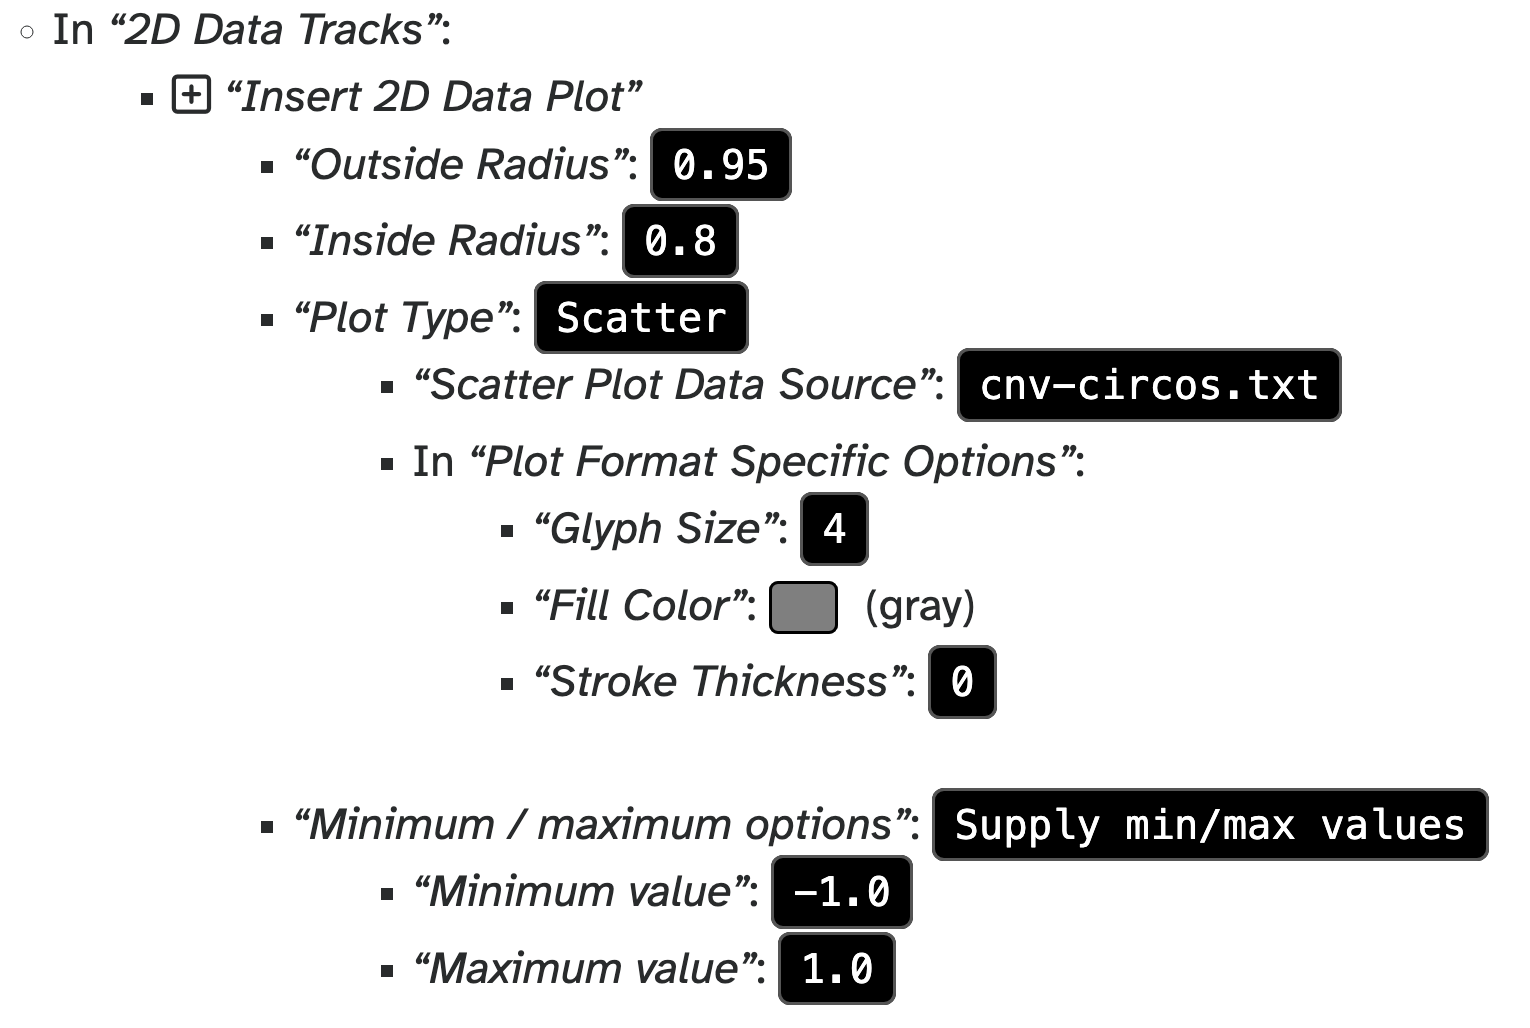 In “2D Data Tracks”:
“Insert 2D Data Plot”
“Outside Radius”: 0.95
“Inside Radius”: 0.8
“Plot Type”: Scatter
“Scatter Plot Data Source”: cnv-circos.txt
In “Plot Format Specific Options”:
“Glyph Size”: 4
“Fill Color”: (gray)
“Stroke Thickness”: 0
“Minimum / maximum options”: Supply min/max values
“Minimum value”: -1.0
“Maximum value”: 1.0